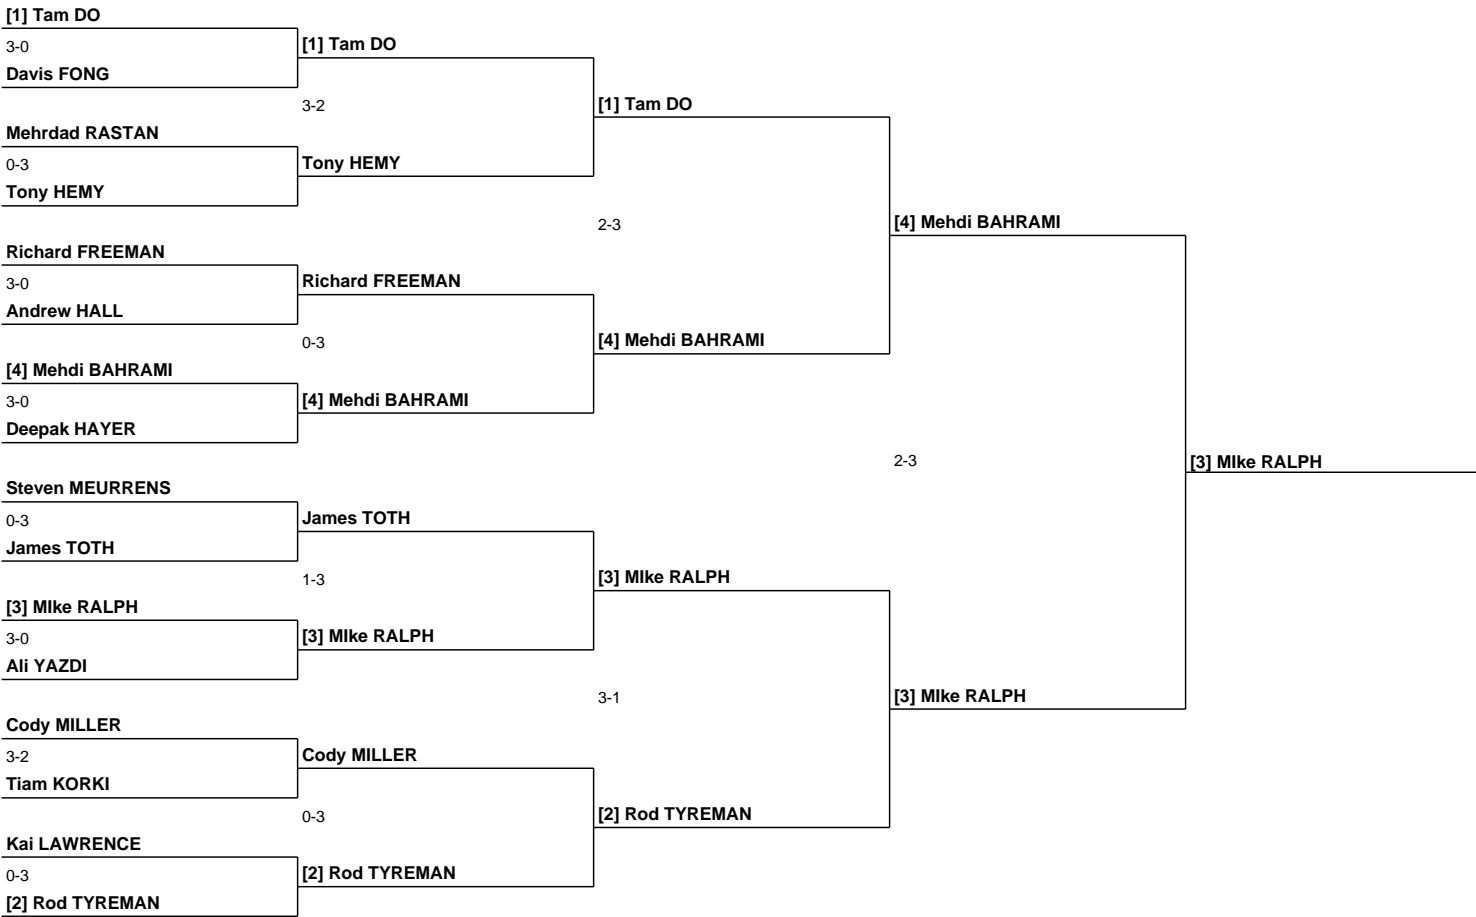 [1] Tam DO
3-0
Davis FONG
Mehrdad RASTAN
0-3
Tony HEMY
Richard FREEMAN
3-0
Andrew HALL
[4] Mehdi BAHRAMI
3-0
Deepak HAYER
Steven MEURRENS
0-3
James TOTH
[3] MIke RALPH
3-0
Ali YAZDI
Cody MILLER
3-2
Tiam KORKI
Kai LAWRENCE
0-3
[2] Rod TYREMAN
[1] Tam DO
3-2
Tony HEMY
Richard FREEMAN
0-3
[4] Mehdi BAHRAMI
James TOTH
1-3
[3] MIke RALPH
Cody MILLER
0-3
[2] Rod TYREMAN
[1] Tam DO
2-3
[4] Mehdi BAHRAMI
[3] MIke RALPH
3-1
[2] Rod TYREMAN
[4] Mehdi BAHRAMI
2-3
[3] MIke RALPH
[3] MIke RALPH